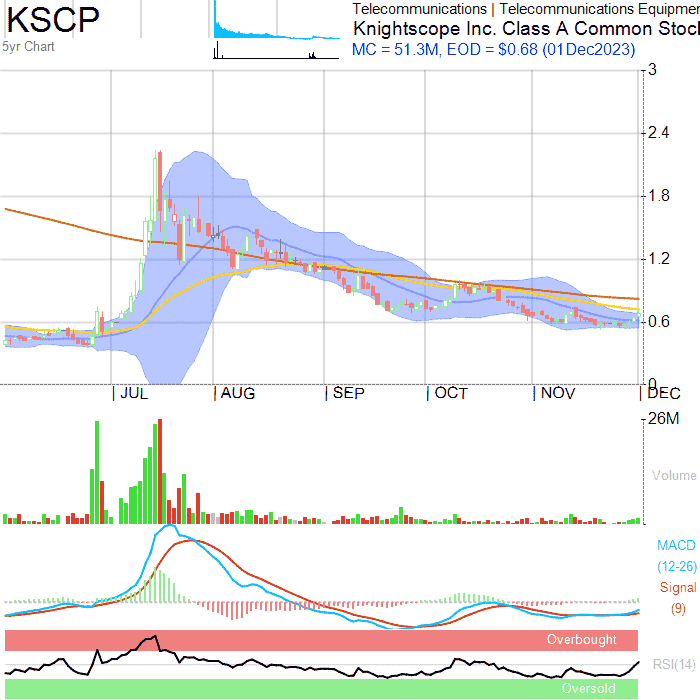 KSCP
5yr Chart
Telecommunications | Telecommunications Equipmen
Knightscope Inc. Class A Common Stoc
MC = 51.3M, EOD = $0.68 (01Dec2023)
3
2.4
1.8
1.2
0.6
0
JUL AUG SEP OCT NOV DEC
26M
Volume
MACD
(12-26)
Signal
(9)
Overbought
RSI(14)
Oversold